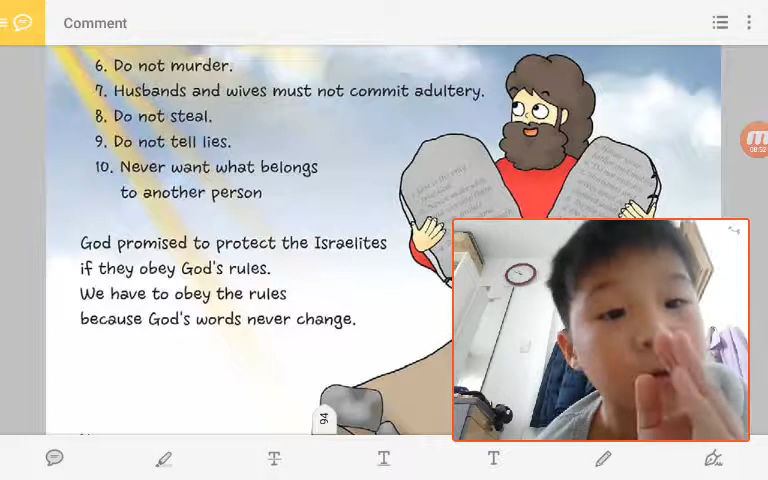 Comment
6. Do not murder.
7. Husbands and wives must not commit adultery.
8. Do not steal.
9. Do not tell lies.
10. Never want what belongs
to another person
God promised to protect the Israelites
if they obey God's rules.
We have to obey the rules
because God's words never change.
94
08:52